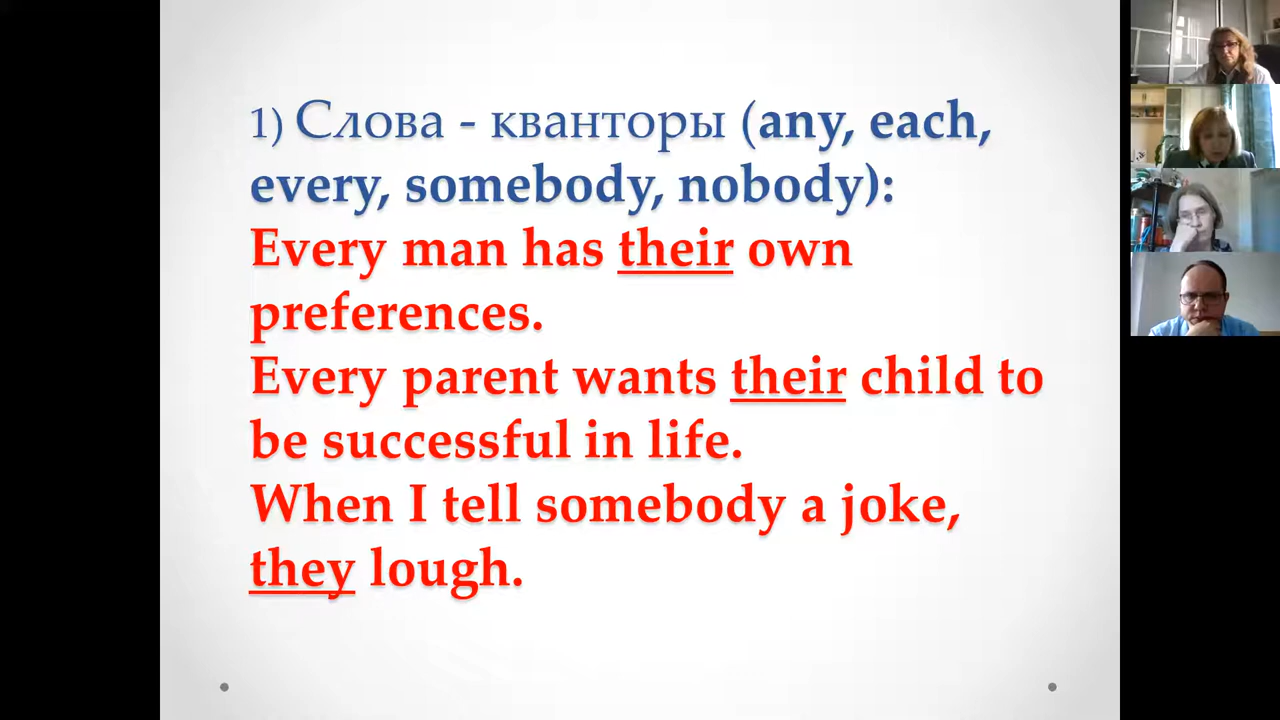 1) Слова - кванторы (any, each,
every, somebody, nobody):
Every man has their own
preferences.
Every parent wants their child to
be successful in life.
When I tell somebody a joke,
they lough.